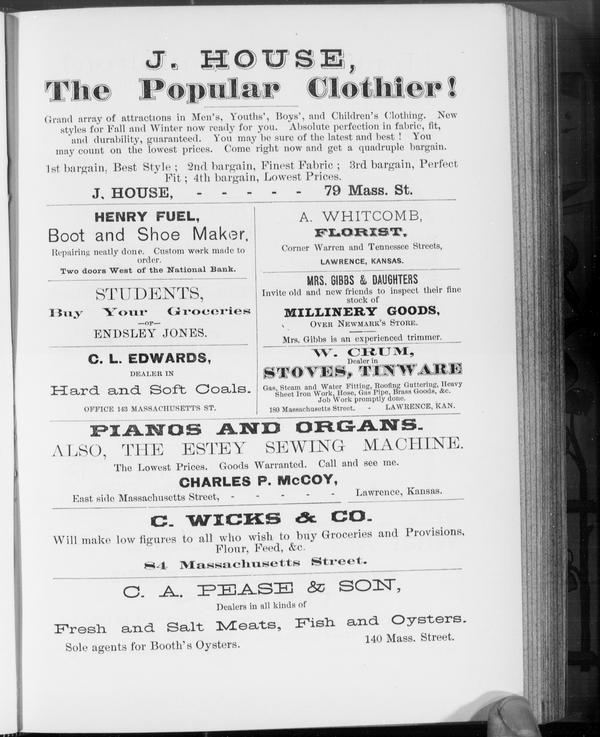 J. HOUSE,
The Popular Clothier!
Grand array of attractions in Men's, Youths', Boys', and Children's Clothing. New
styles for Fall and Winter now ready for you. Absolute perfection in fabric, fit,
and durability, guaranteed. You may be sure of the latest and best! You
may count on the lowest prices. Come right now and get a quadruple bargain.
1st bargain, Best Style; 2nd bargain, Finest Fabric; 3rd bargain, Perfect
Fit; 4th bargain, Lowest Prices.
J. HOUSE, - - - - - 79 Mass. St.
HENRY FUEL,
Boot and Shoe Maker,
Repairing neatly done. Custom work made to
order.
Two doors West of the National Bank.
STUDENTS,
Buy Your Groceries
—OF—
ENDSLEY JONES.
C. L. EDWARDS,
DEALER IN
Hard and Soft Coals.
OFFICE 143 MASSACHUSETTS ST.
A. WHITCOMB,
FLORIST,
Corner Warren and Tennessee Streets,
LAWRENCE, KANSAS.
MRS. GIBBS & DAUGHTERS
Invite old and new friends to inspect their fine
stock of
MILLINERY GOODS,
OVER NEWMARK'S STORE.
Mrs. Gibbs is an experienced trimmer.
W. CRUM,
Dealer in
STOVES, TINWARE
Gas, Steam and Water Fitting, Roofing Guttering, Heavy
Sheet Iron Work, Hose, Gas Pipe, Brass Goods, &c.
Job Work promptly done.
180 Massachusetts Street. - LAWRENCE, KAN.
PIANOS AND ORGANS.
ALSO, THE ESTEY SEWING MACHINE.
The Lowest Prices. Goods Warranted. Call and see me.
CHARLES P. McCOY,
East side Massachusetts Street, - - - - - Lawrence, Kansas.
C. WICKS & CO.
Will make low figures to all who wish to buy Groceries and Provisions,
Flour, Feed, &c.
84 Massachusetts Street.
C. A. PEASE & SON,
Dealers in all kinds of
Fresh and Salt Meats, Fish and Oysters.
Sole agents for Booth's Oysters. 140 Mass. Street.